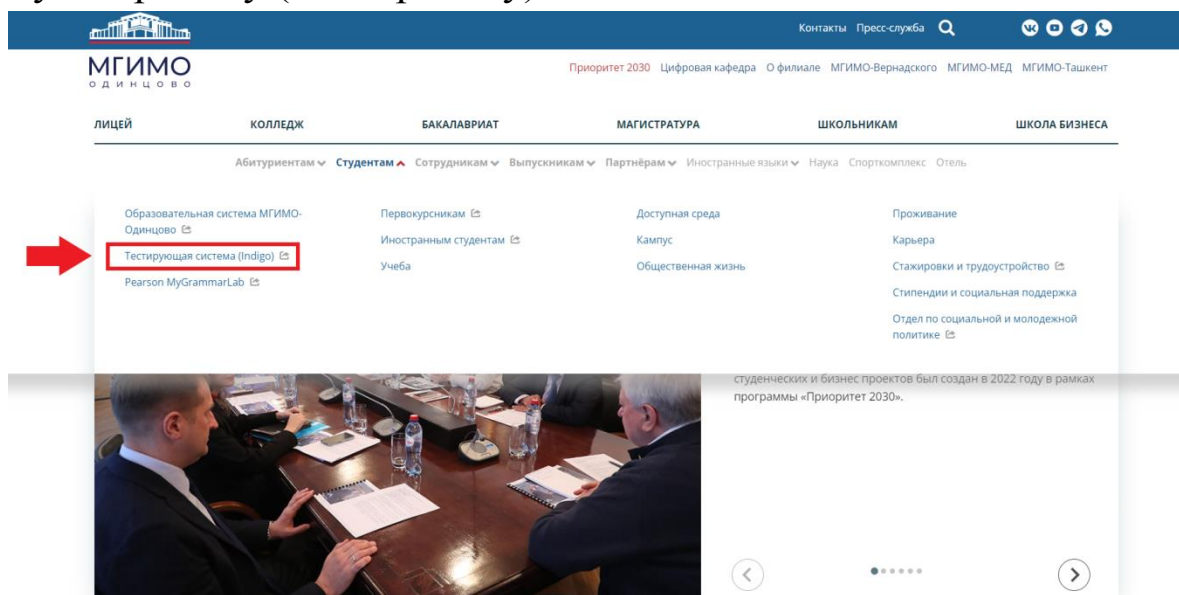 Контакты Пресс-служба
МГИМО
ОДИНЦОВО
Приоритет 2030 Цифровая кафедра О филиале МГИМО-Вернадского МГИМО-МЕД МГИМО-Ташкент
ЛИЦЕЙ КОЛЛЕДЖ БАКАЛАВРИАТ МАГИСТРАТУРА ШКОЛЬНИКАМ ШКОЛА БИЗНЕСА
Абитуриентам Студентам Сотрудникам Выпускникам Партнёрам Иностранные языки Наука Спорткомплекс Отель
Образовательная система МГИМО-
Одинцово
Тестирующая система (Indigo)
Pearson MyGrammarLab
Первокурсникам
Иностранным студентам
Учеба
Доступная среда
Кампус
Общественная жизнь
Проживание
Карьера
Стажировки и трудоустройство
Стипендии и социальная поддержка
Отдел по социальной и молодежной
политике
студенческих и бизнес проектов был создан в 2022 году в рамках
программы «Приоритет 2030».